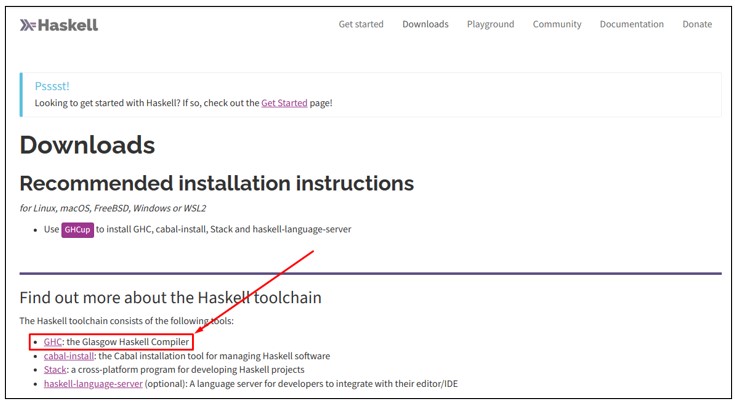 Haskell
Get started Downloads Playground Community Documentation Donate
Psssst!
Looking to get started with Haskell? If so, check out the Get Started page!
Downloads
Recommended installation instructions
for Linux, macOS, FreeBSD, Windows or WSL2
Use GHCup to install GHC, cabal-install, Stack and haskell-language-server
Find out more about the Haskell toolchain
The Haskell toolchain consists of the following tools:
GHC: the Glasgow Haskell Compiler
cabal-install: the Cabal installation tool for managing Haskell software
Stack: a cross-platform program for developing Haskell projects
haskell-language-server (optional): A language server for developers to integrate with their editor/IDE